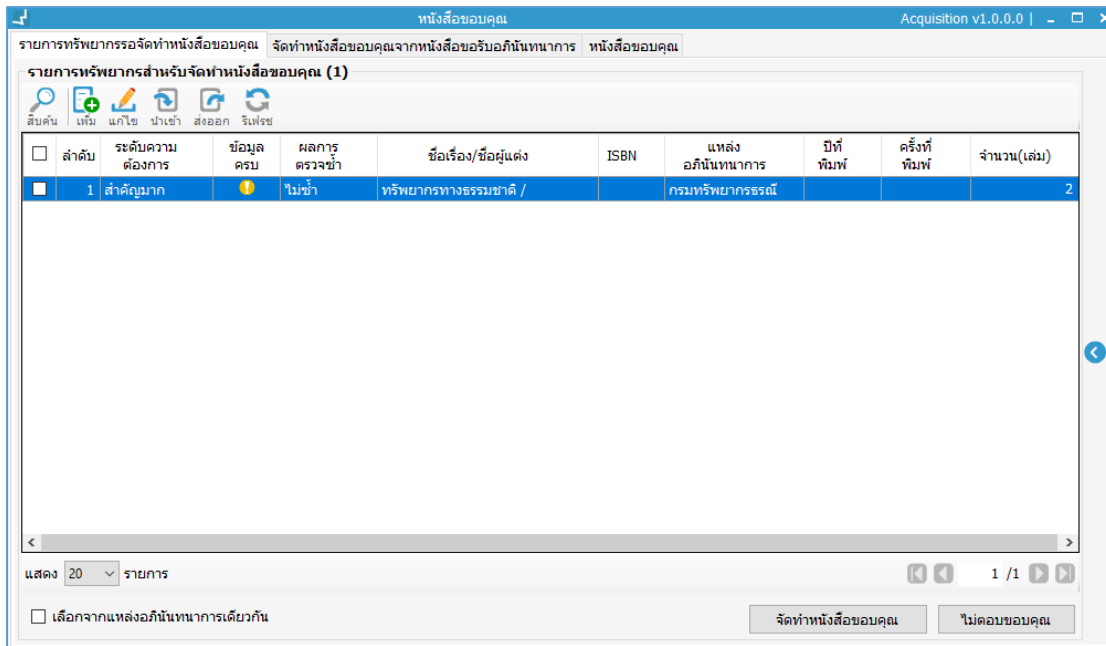 หนังสือขอบคุณ Acquisition v1.0.0.0 |
รายการทรัพยากรรอจัดทำหนังสือขอบคุณ จัดทำหนังสือขอบคุณจากหนังสือขอรับอภินันทนาการ หนังสือขอบคุณ
รายการทรัพยากรสำหรับจัดทำหนังสือขอบคุณ (1)
สืบค้น เพิ่ม แก้ไข นำเข้า ส่งออก รีเฟรช
ลำดับ ระดับความต้องการ ข้อมูลครบ ผลการตรวจซ้ำ ชื่อเรื่อง/ชื่อผู้แต่ง ISBN แหล่งอภินันทนาการ ปีที่พิมพ์ ครั้งที่พิมพ์ จำนวน(เล่ม)
1 สำคัญมาก ไม่ซ้ำ ทรัพยากรทางธรรมชาติ / กรมทรัพยากรธรณี 2
แสดง 20 รายการ 1 /1
เลือกจากแหล่งอภินันทนาการเดียวกัน จัดทำหนังสือขอบคุณ ไม่ตอบขอบคุณ